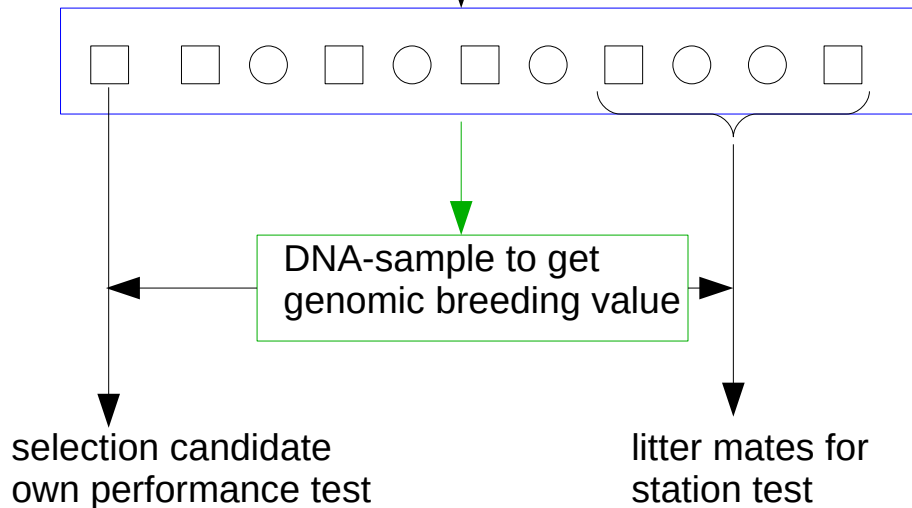 DNA-sample to get
genomic breeding value
selection candidate
own performance test
litter mates for
station test